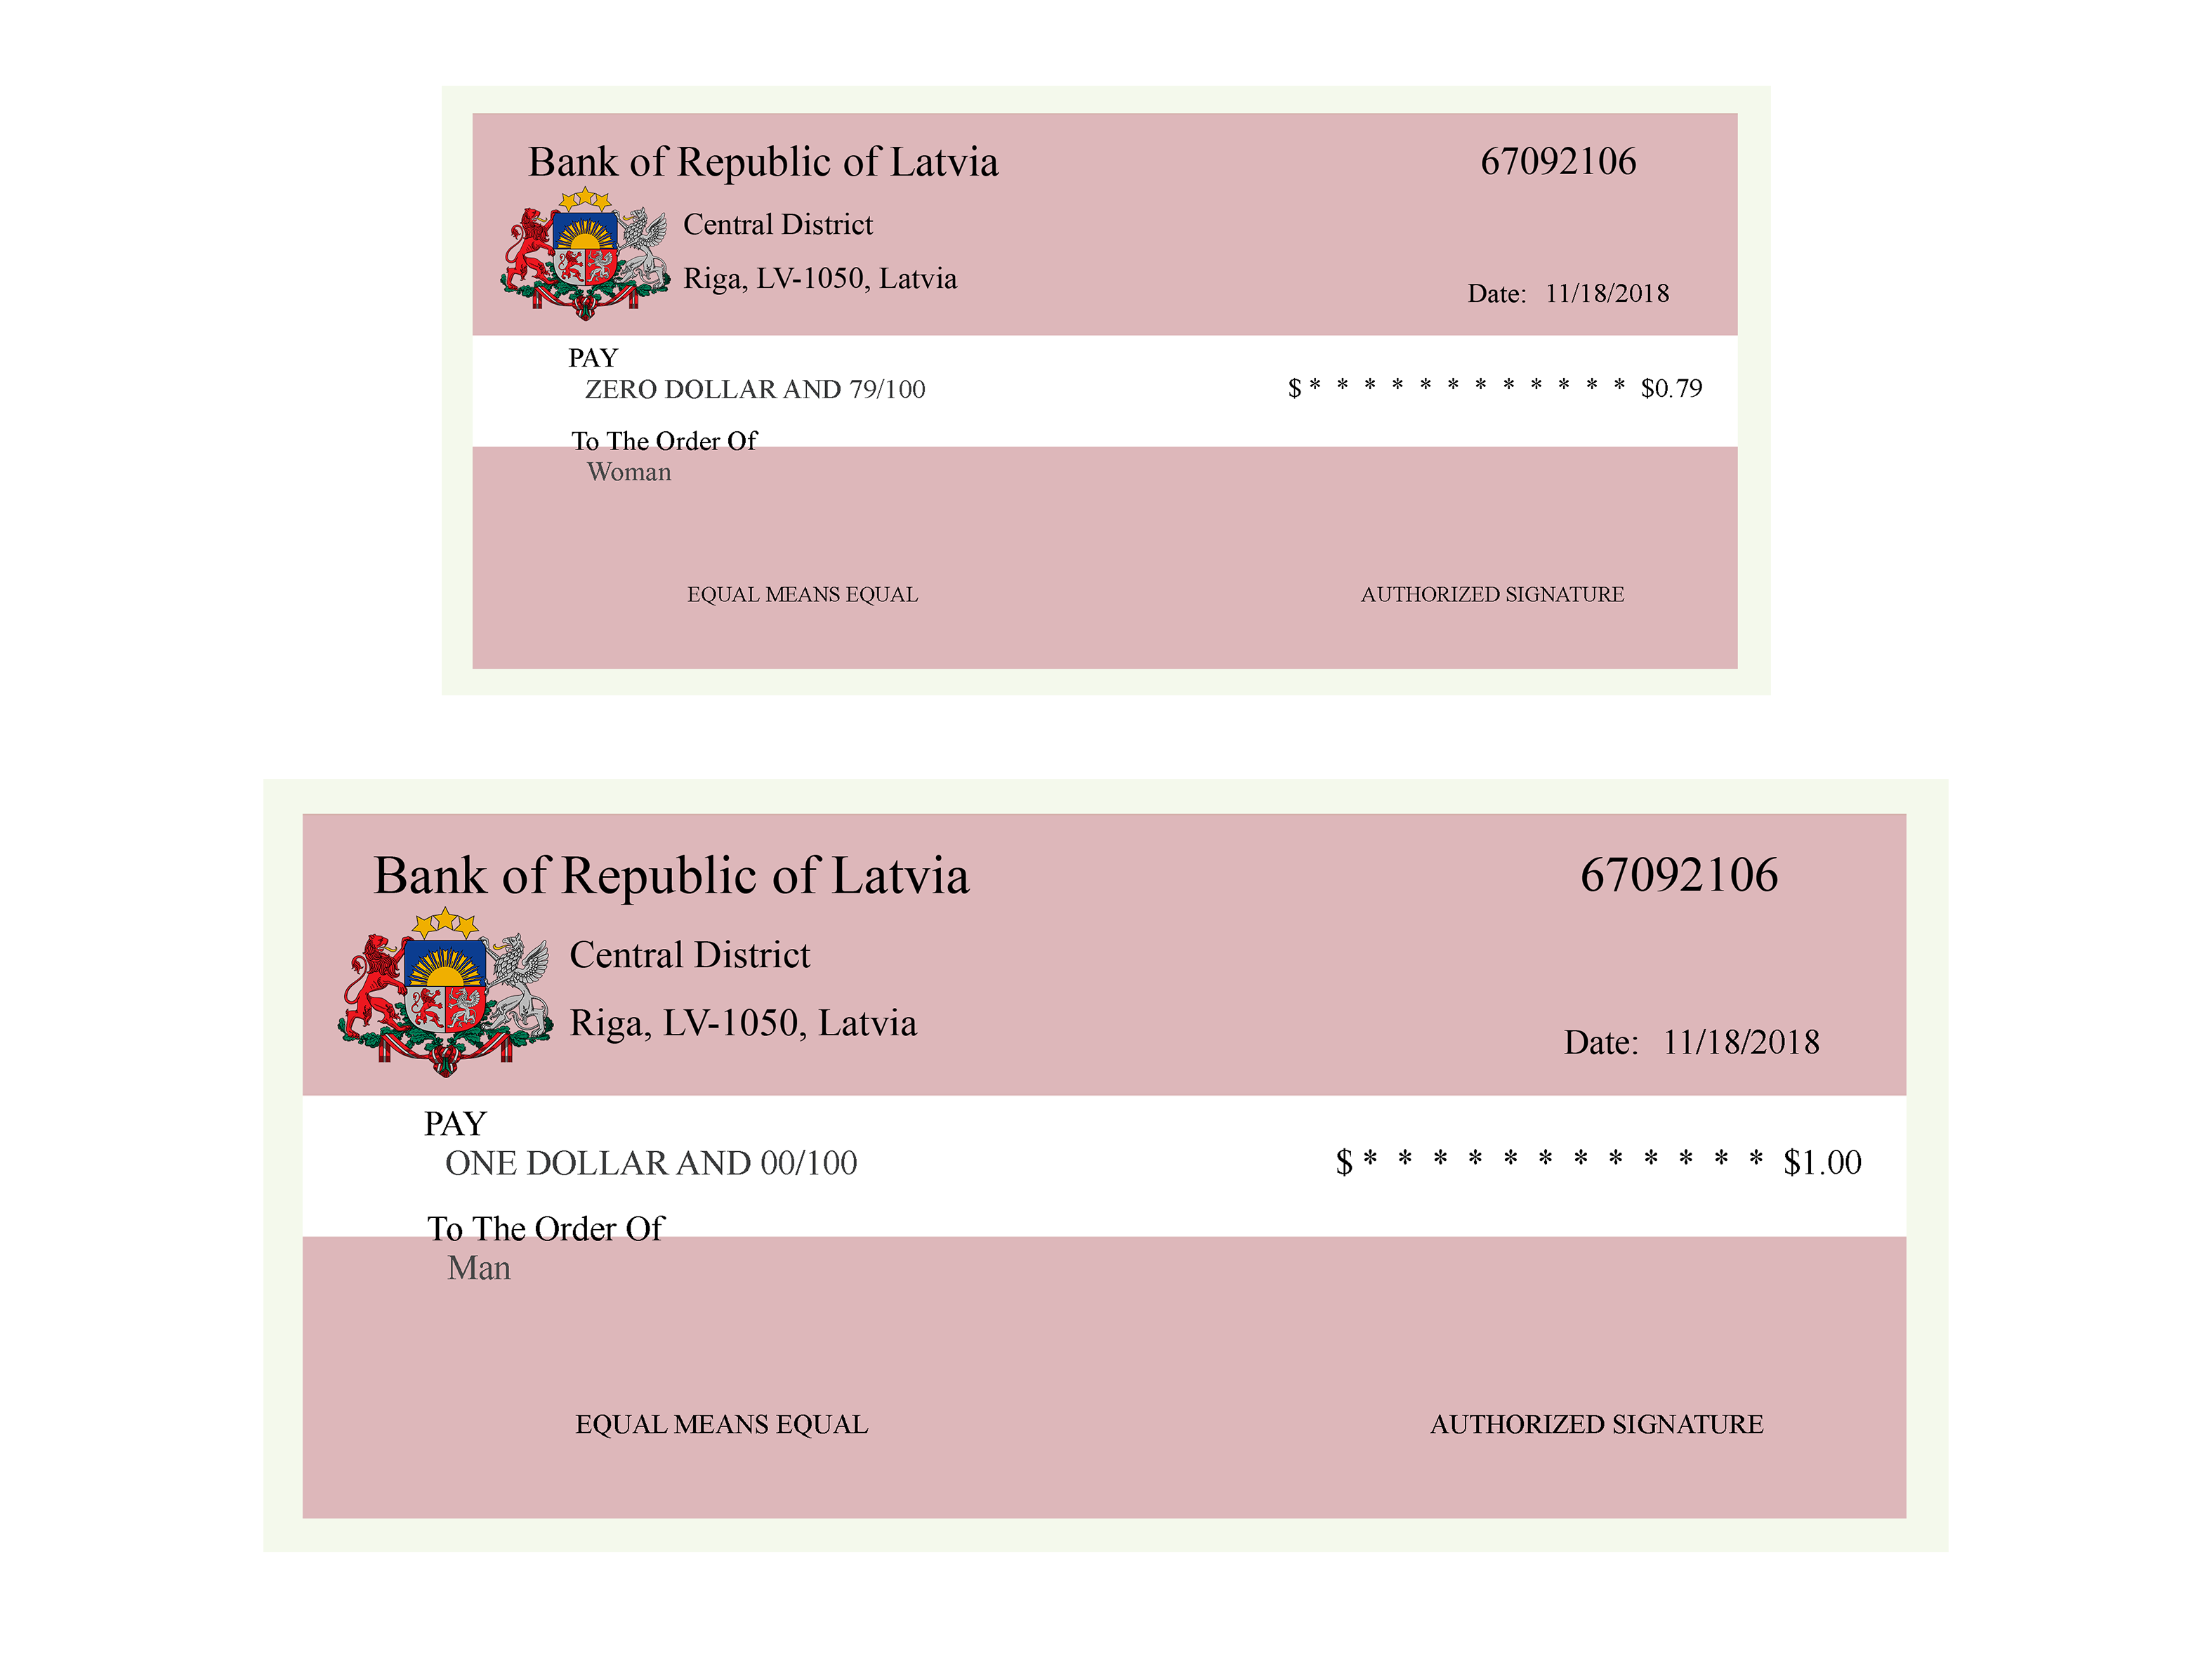 Bank of Republic of Latvia 67092106
Central District
Riga, LV-1050, Latvia
Date: 11/18/2018
PAY
ZERO DOLLAR AND 79/100 $ * * * * * * * * * * * * $0.79
To The Order Of
Woman
EQUAL MEANS EQUAL AUTHORIZED SIGNATURE
Bank of Republic of Latvia 67092106
Central District
Riga, LV-1050, Latvia
Date: 11/18/2018
PAY
ONE DOLLAR AND 00/100 $ * * * * * * * * * * * * $1.00
To The Order Of
Man
EQUAL MEANS EQUAL AUTHORIZED SIGNATURE